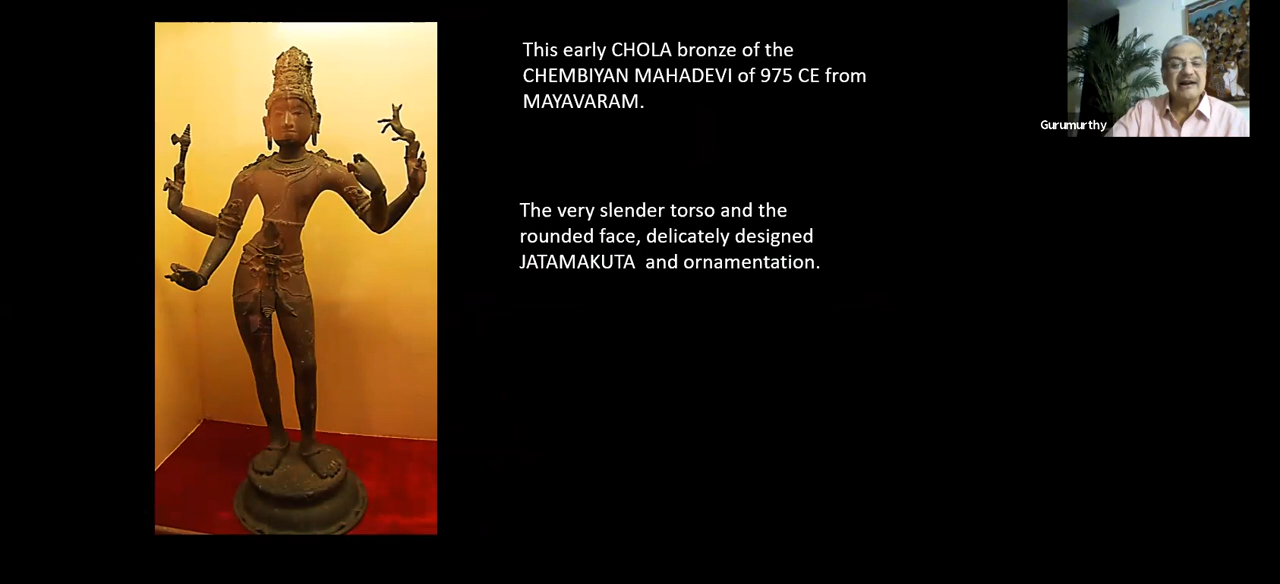 This early CHOLA bronze of the
CHEMBIYAN MAHADEVI of 975 CE from
MAYAVARAM.
The very slender torso and the
rounded face, delicately designed
JATAMAKUTA  and ornamentation.
Gurumurthy